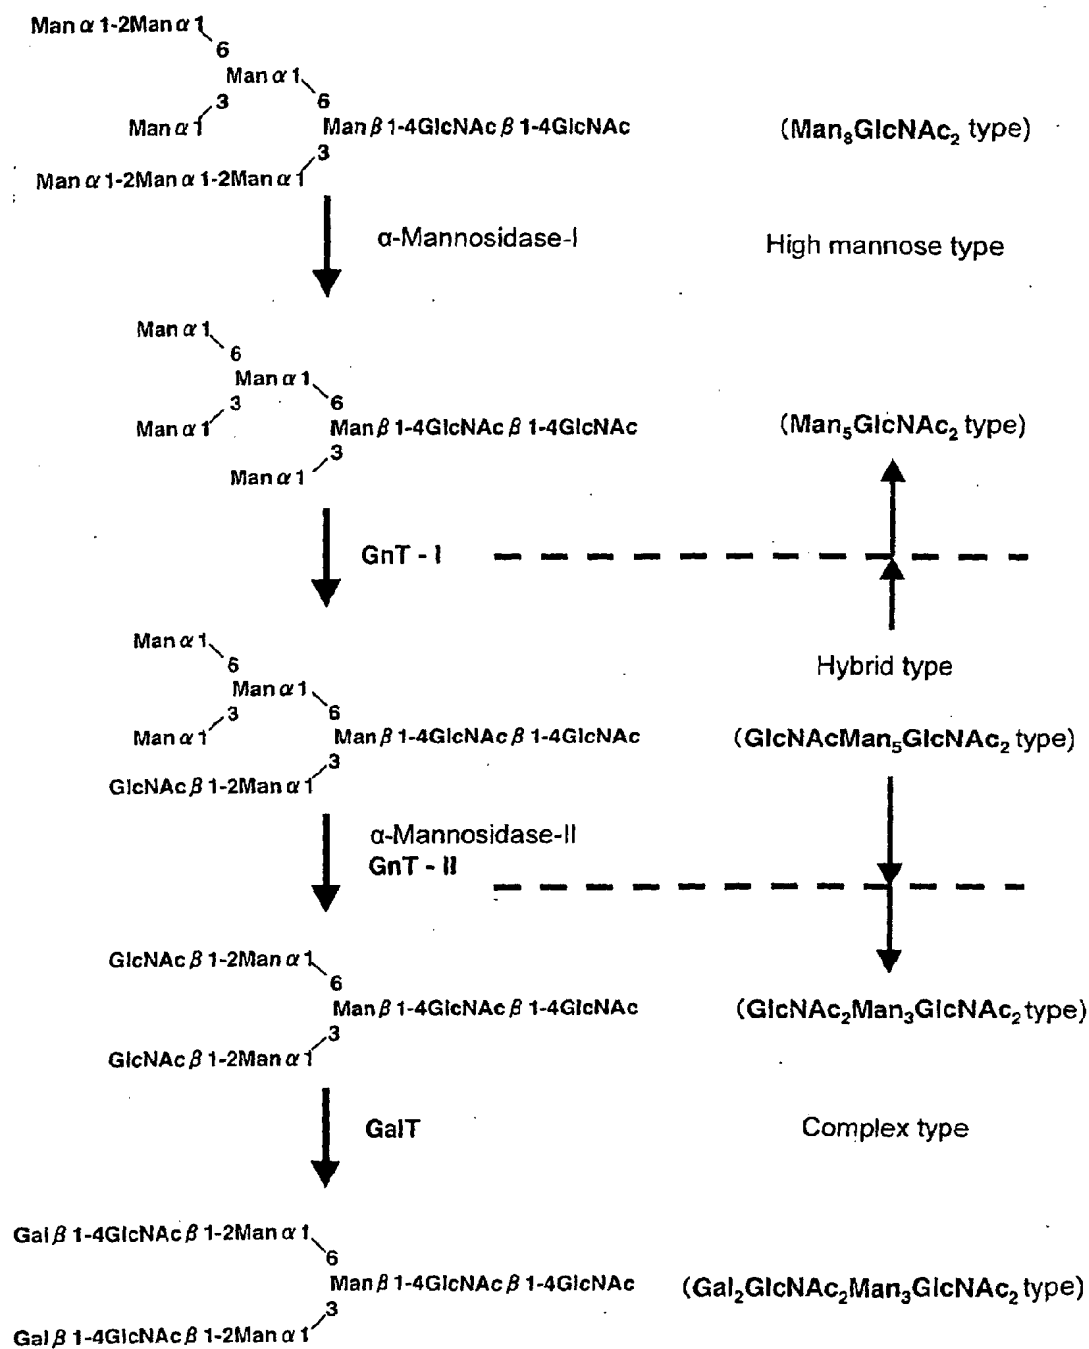 Man α 1-2Man α 1
6
Man α 1
3
6
Man α 1
Man β 1-4GlcNAc β 1-4GlcNAc
(Man₈GlcNAc₂ type)
3
Man α 1-2Man α 1-2Man α 1
α-Mannosidase-I
High mannose type
Man α 1
6
Man α 1
3
6
Man α 1
Man β 1-4GlcNAc β 1-4GlcNAc
(Man₅GlcNAc₂ type)
3
Man α 1
GnT - I
Man α 1
6
Hybrid type
Man α 1
3
6
Man α 1
Man β 1-4GlcNAc β 1-4GlcNAc
(GlcNAcMan₅GlcNAc₂ type)
3
GlcNAc β 1-2Man α 1
α-Mannosidase-II
GnT - II
GlcNAc β 1-2Man α 1
6
Man β 1-4GlcNAc β 1-4GlcNAc
(GlcNAc₂Man₃GlcNAc₂ type)
3
GlcNAc β 1-2Man α 1
GalT
Complex type
Gal β 1-4GlcNAc β 1-2Man α 1
6
Man β 1-4GlcNAc β 1-4GlcNAc
(Gal₂GlcNAc₂Man₃GlcNAc₂ type)
3
Gal β 1-4GlcNAc β 1-2Man α 1